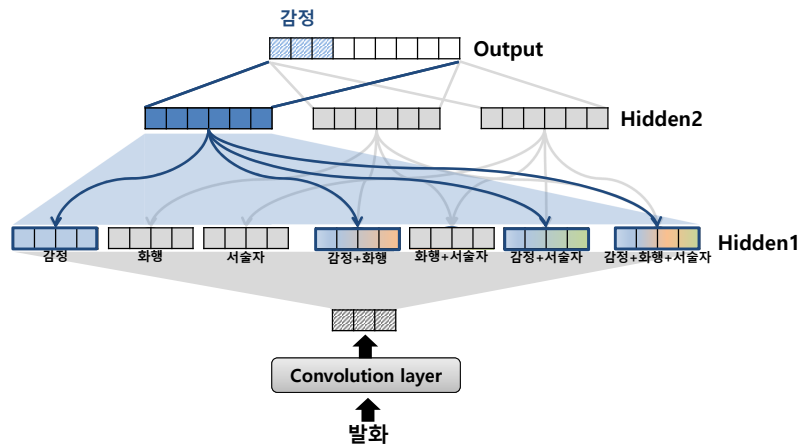 감정
Output
Hidden2
Hidden1
감정
화행
서술자
감정+화행
화행+서술자
감정+서술자
감정+화행+서술자
Convolution layer
발화